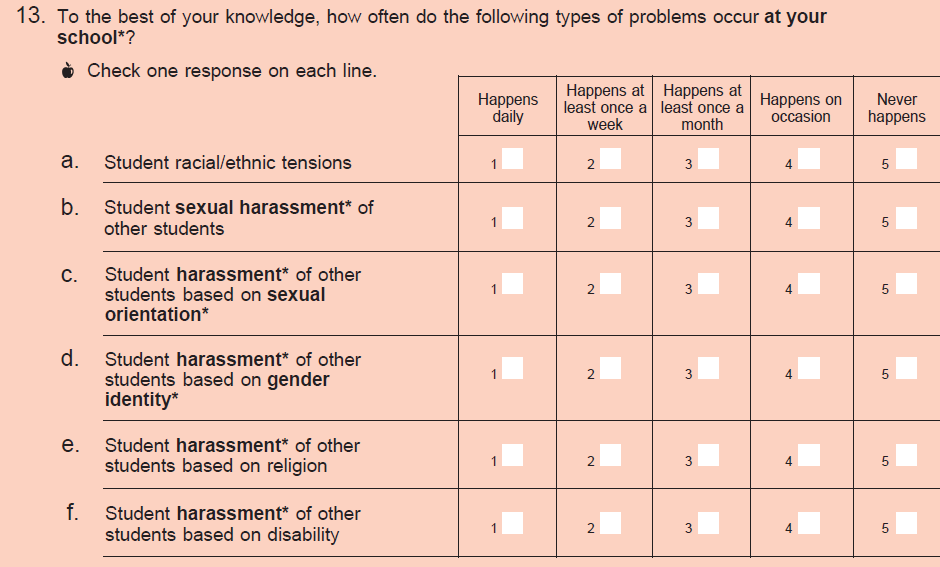 13. To the best of your knowledge, how often do the following types of problems occur at your
school*?
Check one response on each line.
Happens daily
Happens at least once a week
Happens at least once a month
Happens on occasion
Never happens
a. Student racial/ethnic tensions 1 2 3 4 5
b. Student sexual harassment* of
other students 1 2 3 4 5
c. Student harassment* of other
students based on sexual
orientation* 1 2 3 4 5
d. Student harassment* of other
students based on gender
identity* 1 2 3 4 5
e. Student harassment* of other
students based on religion 1 2 3 4 5
f. Student harassment* of other
students based on disability 1 2 3 4 5